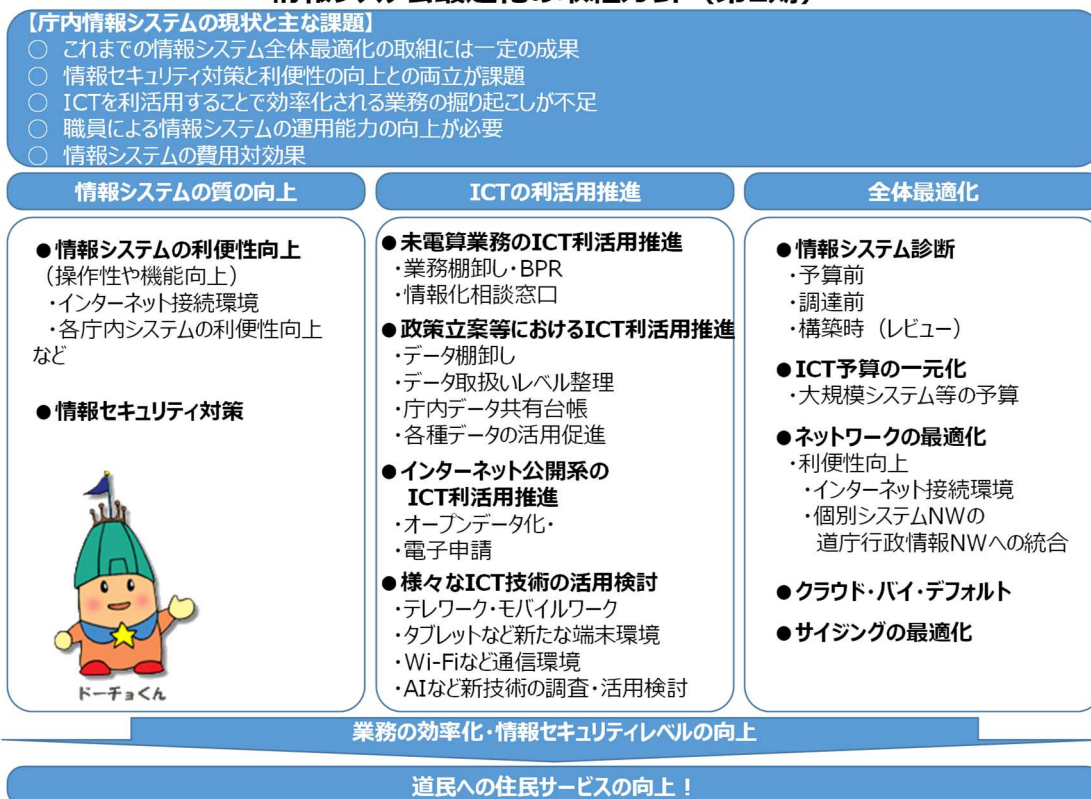 【庁内情報システムの現状と主な課題】
○ これまでの情報システム全体最適化の取組には一定の成果
○ 情報セキュリティ対策と利便性の向上との両立が課題
○ ICTを利活用することで効率化される業務の掘り起こしが不足
○ 職員による情報システムの運用能力の向上が必要
○ 情報システムの費用対効果
情報システムの質の向上
●情報システムの利便性向上
（操作性や機能向上）
・インターネット接続環境
・各庁内システムの利便性向上
など
●情報セキュリティ対策
ドーチョくん
ICTの利活用推進
●未電算業務のICT利活用推進
・業務棚卸し・BPR
・情報化相談窓口
●政策立案等におけるICT利活用推進
・データ棚卸し
・データ取扱いレベル整理
・庁内データ共有台帳
・各種データの活用促進
●インターネット公開系の
ICT利活用推進
・オープンデータ化・
・電子申請
●様々なICT技術の活用検討
・テレワーク・モバイルワーク
・タブレットなど新たな端末環境
・Wi-Fiなど通信環境
・AIなど新技術の調査・活用検討
全体最適化
●情報システム診断
・予算前
・調達前
・構築時（レビュー）
●ICT予算の一元化
・大規模システム等の予算
●ネットワークの最適化
・利便性向上
・インターネット接続環境
・個別システムNWの
道庁行政情報NWへの統合
●クラウド・バイ・デフォルト
●サイジングの最適化
業務の効率化・情報セキュリティレベルの向上
道民への住民サービスの向上！